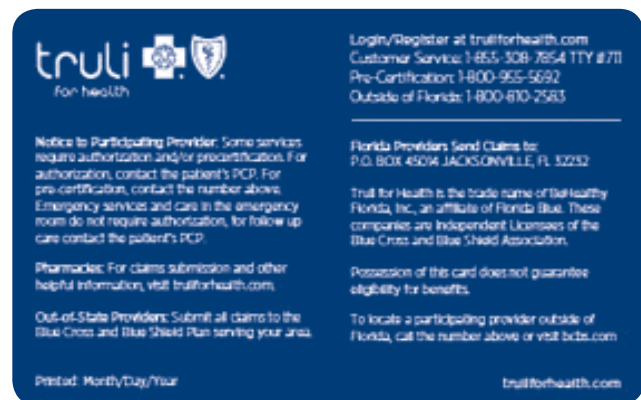 truli
for health
Login/Register at truliforhealth.com
Customer Service: 1-855-308-7854 TTY #711
Pre-Certification: 1-800-955-5692
Outside of Florida: 1-800-810-2583
Notice to Participating Provider: Some services
require authorization and/or precertification. For
authorization, contact the patient's PCP. For
pre-certification, contact the number above.
Emergency services and care in the emergency
room do not require authorization, for follow up
care contact the patient's PCP.
Pharmacies: For claims submission and other
helpful information, visit truliforhealth.com.
Out-of-State Providers: Submit all claims to the
Blue Cross and Blue Shield Plan serving your area.
Printed: Month/Day/Year
Florida Providers Send Claims to:
P.O. BOX 45014 JACKSONVILLE, FL 32232
Truli for Health is the trade name of BeHealthy
Florida, Inc., an affiliate of Florida Blue. These
companies are Independent Licensees of the
Blue Cross and Blue Shield Association.
Possession of this card does not guarantee
eligibility for benefits.
To locate a participating provider outside of
Florida, call the number above or visit bcbs.com
truliforhealth.com